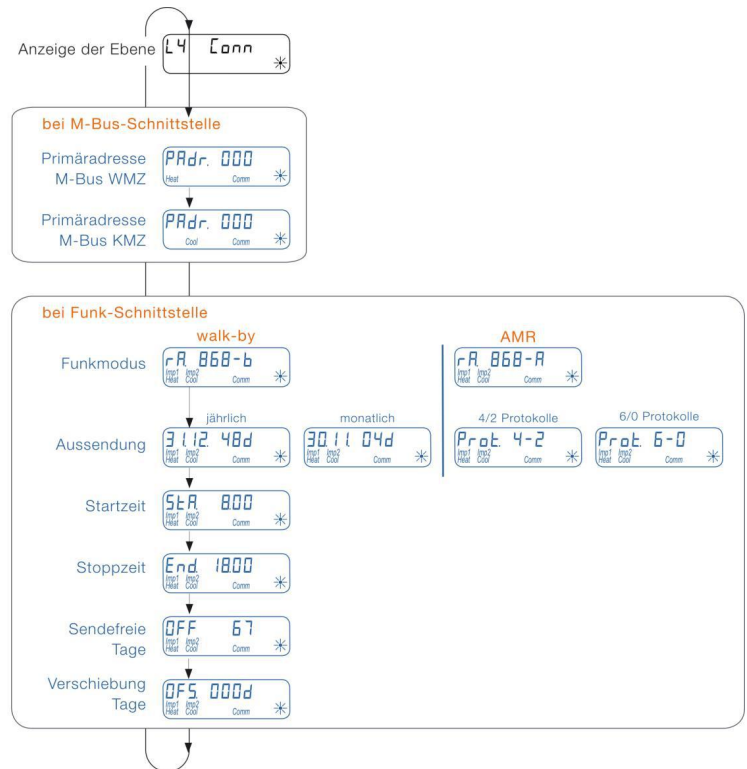 Anzeige der Ebene L4 Conn
bei M-Bus-Schnittstelle
Primäradresse
M-Bus WMZ
PAdr. 000
Heat Comm
Primäradresse
M-Bus KMZ
PAdr. 000
Cool Comm
bei Funk-Schnittstelle
walk-by AMR
Funkmodus
rA. 868-b
Imp1 Imp2
Heat Cool Comm
rA. 868-A
Imp1 Imp2
Heat Cool Comm
jährlich monatlich 4/2 Protokolle 6/0 Protokolle
Aussendung
31.12. 48d
Imp1 Imp2
Heat Cool Comm
30.11. 04d
Imp1 Imp2
Heat Cool Comm
Prot. 4-2
Imp1 Imp2
Heat Cool Comm
Prot. 6-0
Imp1 Imp2
Heat Cool Comm
Startzeit
StA. 8.00
Imp1 Imp2
Heat Cool Comm
Stoppzeit
End. 18.00
Imp1 Imp2
Heat Cool Comm
Sendefreie
Tage
OFF 67
Imp1 Imp2
Heat Cool Comm
Verschiebung
Tage
OFS. 000d
Imp1 Imp2
Heat Cool Comm